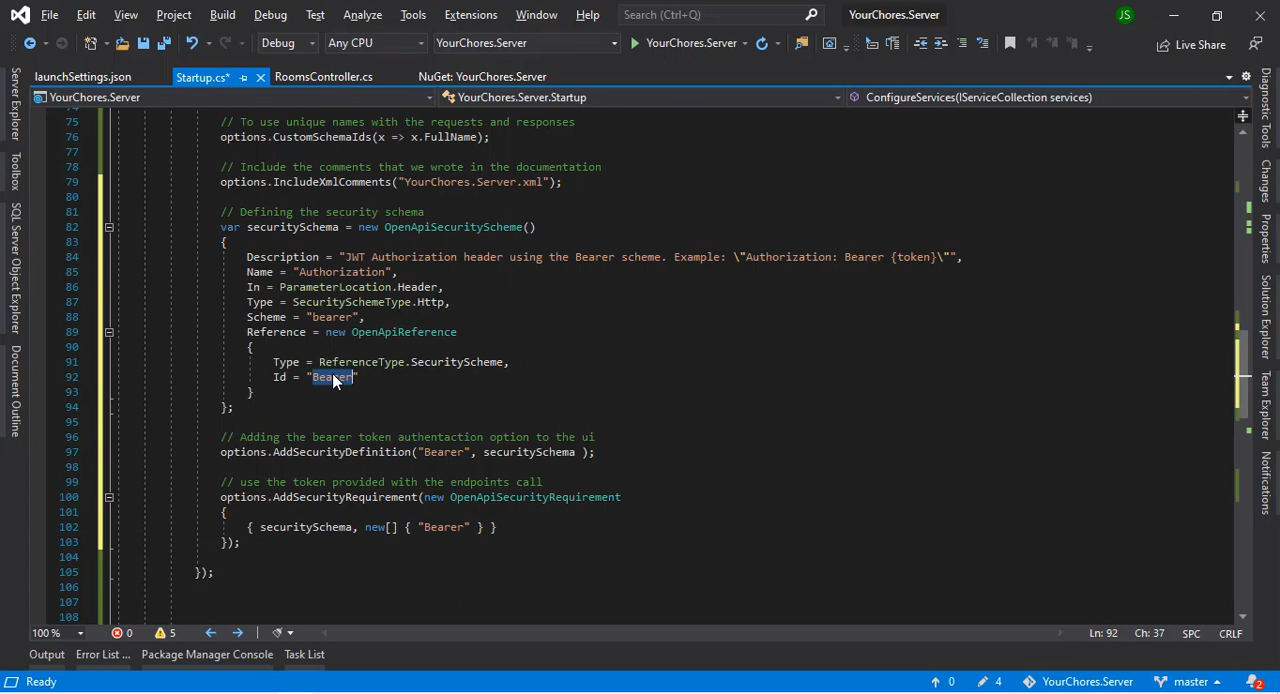 File Edit View Project Build Debug Test Analyze Tools Extensions Window Help Search (Ctrl+Q) YourChores.Server JS
Debug Any CPU YourChores.Server YourChores.Server Live Share
launchSettings.json Startup.cs* RoomsController.cs NuGet: YourChores.Server
YourChores.Server YourChores.Server.Startup ConfigureServices(IServiceCollection services)
Server Explorer
Toolbox
SQL Server Object Explorer
Document Outline
74
75 // To use unique names with the requests and responses
76 options.CustomSchemaIds(x => x.FullName);
77
78 // Include the comments that we wrote in the documentation
79 options.IncludeXmlComments("YourChores.Server.xml");
80
81 // Defining the security schema
82 var securitySchema = new OpenApiSecurityScheme()
83 {
84 Description = "JWT Authorization header using the Bearer scheme. Example: \"Authorization: Bearer {token}\"",
85 Name = "Authorization",
86 In = ParameterLocation.Header,
87 Type = SecuritySchemeType.Http,
88 Scheme = "bearer",
89 Reference = new OpenApiReference
90 {
91 Type = ReferenceType.SecurityScheme,
92 Id = "Bearer"
93 }
94 };
95
96 // Adding the bearer token authentaction option to the ui
97 options.AddSecurityDefinition("Bearer", securitySchema );
98
99 // use the token provided with the endpoints call
100 options.AddSecurityRequirement(new OpenApiSecurityRequirement
101 {
102 { securitySchema, new[] { "Bearer" } }
103 });
104
105 });
106
107
108
Diagnostic Tools
Changes
Properties
Solution Explorer
Team Explorer
Notifications
100 % 0 5 Ln: 92 Ch: 37 SPC CRLF
Output Error List ... Package Manager Console Task List
Ready 0 4 YourChores.Server master 2